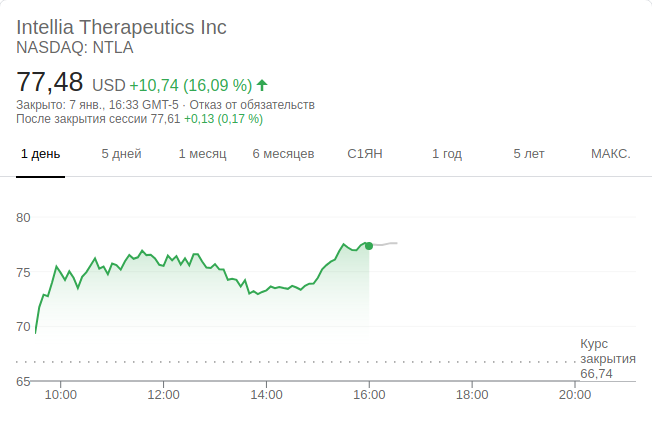 Intellia Therapeutics Inc
NASDAQ: NTLA
77,48 USD +10,74 (16,09 %)
Закрыто: 7 янв., 16:33 GMT-5 · Отказ от обязательств
После закрытия сессии 77,61 +0,13 (0,17 %)
1 день 5 дней 1 месяц 6 месяцев С1ЯН 1 год 5 лет МАКС.
80
75
70
Курс
закрытия
66,74
65
10:00 12:00 14:00 16:00 18:00 20:00